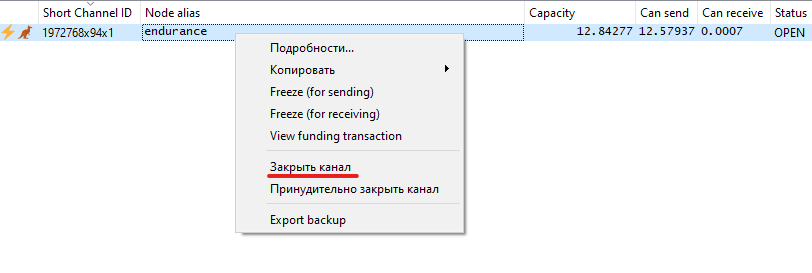 Short Channel ID Node alias Capacity Can send Can receive Status
1972768x94x1 endurance 12.84277 12.57937 0.0007 OPEN
Подробности...
Копировать
Freeze (for sending)
Freeze (for receiving)
View funding transaction
Закрыть канал
Принудительно закрыть канал
Export backup